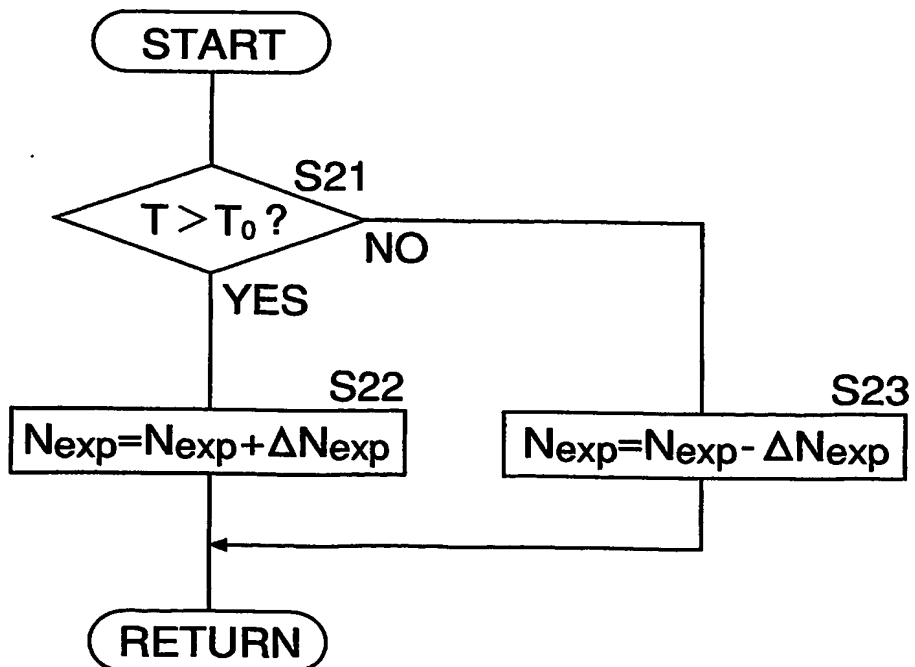 START
S21
T > T₀ ?
NO
YES
S22
Nexp=Nexp+ΔNexp
S23
Nexp=Nexp-ΔNexp
RETURN